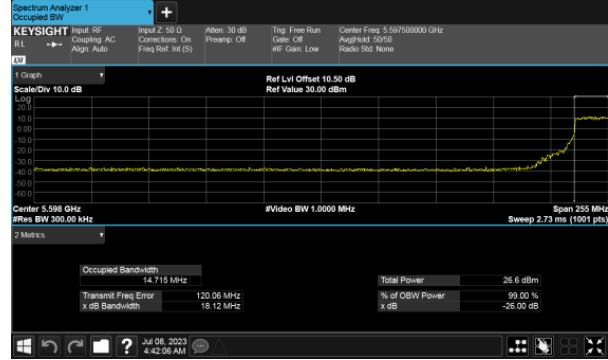 Spectrum Analyzer 1
Occupied BW
+
KEYSIGHT
RL
Input: RF
Coupling: AC
Align: Auto
Input Z: 50 Ω
Corrections: On
Freq Ref: Int (S)
Atten: 30 dB
Preamp: Off
Trig: Free Run
Gate: Off
#IF Gain: Low
Center Freq: 5.597500000 GHz
Avg|Hold: 50/50
Radio Std: None
1 Graph
Scale/Div 10.0 dB
Ref Lvl Offset 10.50 dB
Ref Value 30.00 dBm
Log
20.0
10.0
0.00
-10.0
-20.0
-30.0
-40.0
-50.0
-60.0
Center 5.598 GHz
#Video BW 1.0000 MHz
Span 255 MHz
#Res BW 300.00 kHz
Sweep 2.73 ms (1001 pts)
2 Metrics
Occupied Bandwidth
14.715 MHz
Total Power 26.6 dBm
Transmit Freq Error 120.06 MHz
% of OBW Power 99.00 %
x dB Bandwidth 18.12 MHz
x dB -26.00 dB
?
Jul 08, 2023
4:42:06 AM